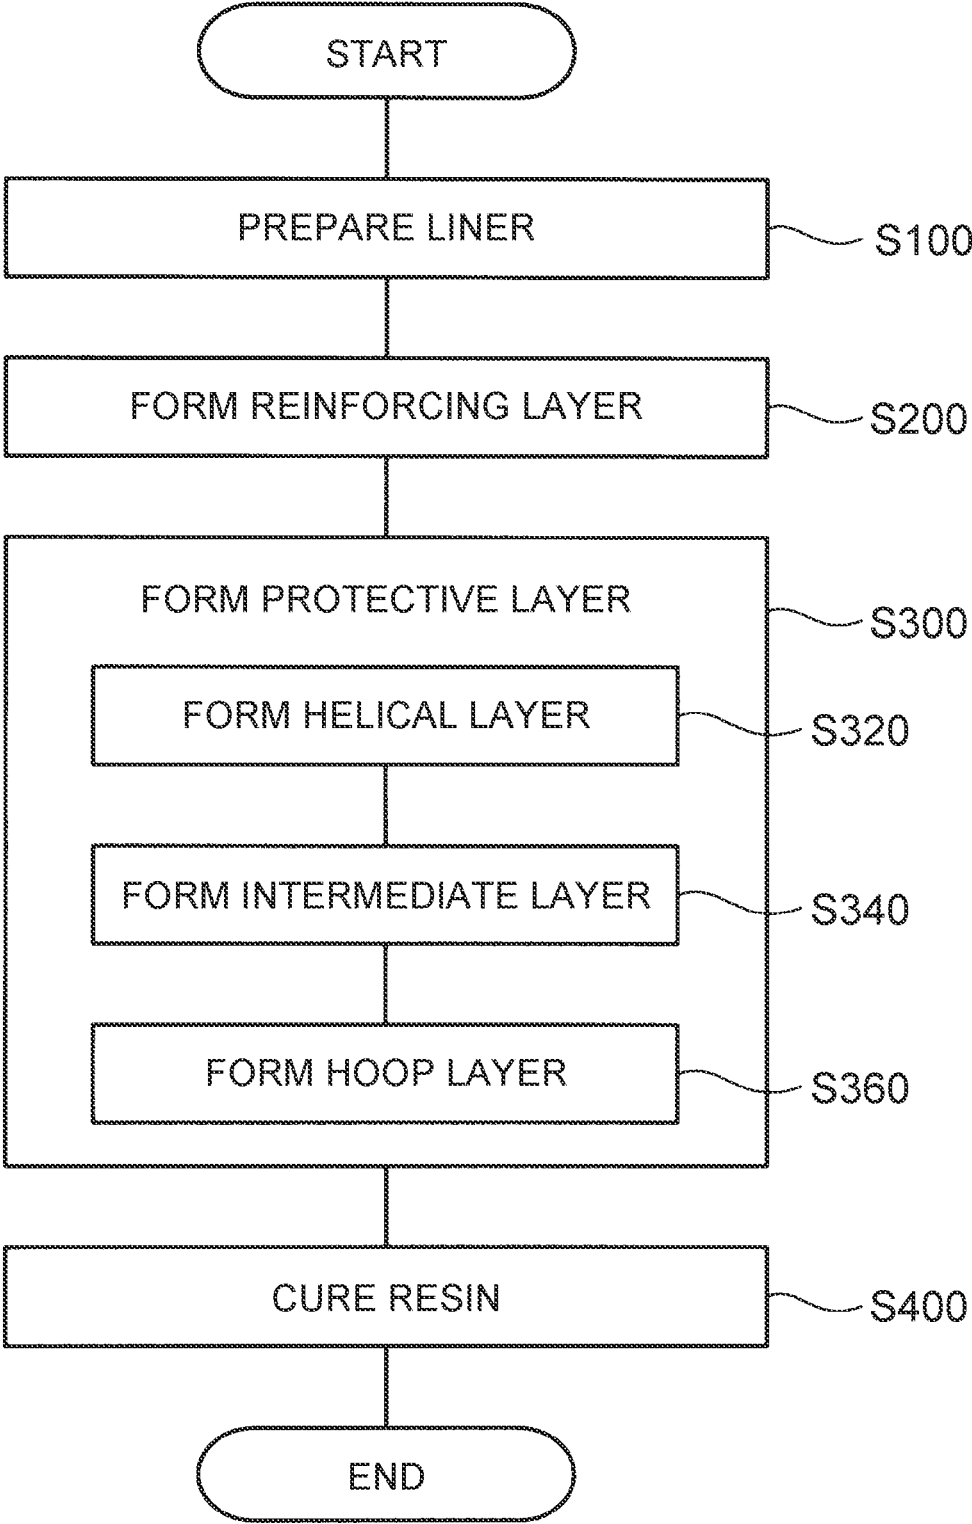 START
PREPARE LINER
S100
FORM REINFORCING LAYER
S200
FORM PROTECTIVE LAYER
S300
FORM HELICAL LAYER
S320
FORM INTERMEDIATE LAYER
S340
FORM HOOP LAYER
S360
CURE RESIN
S400
END